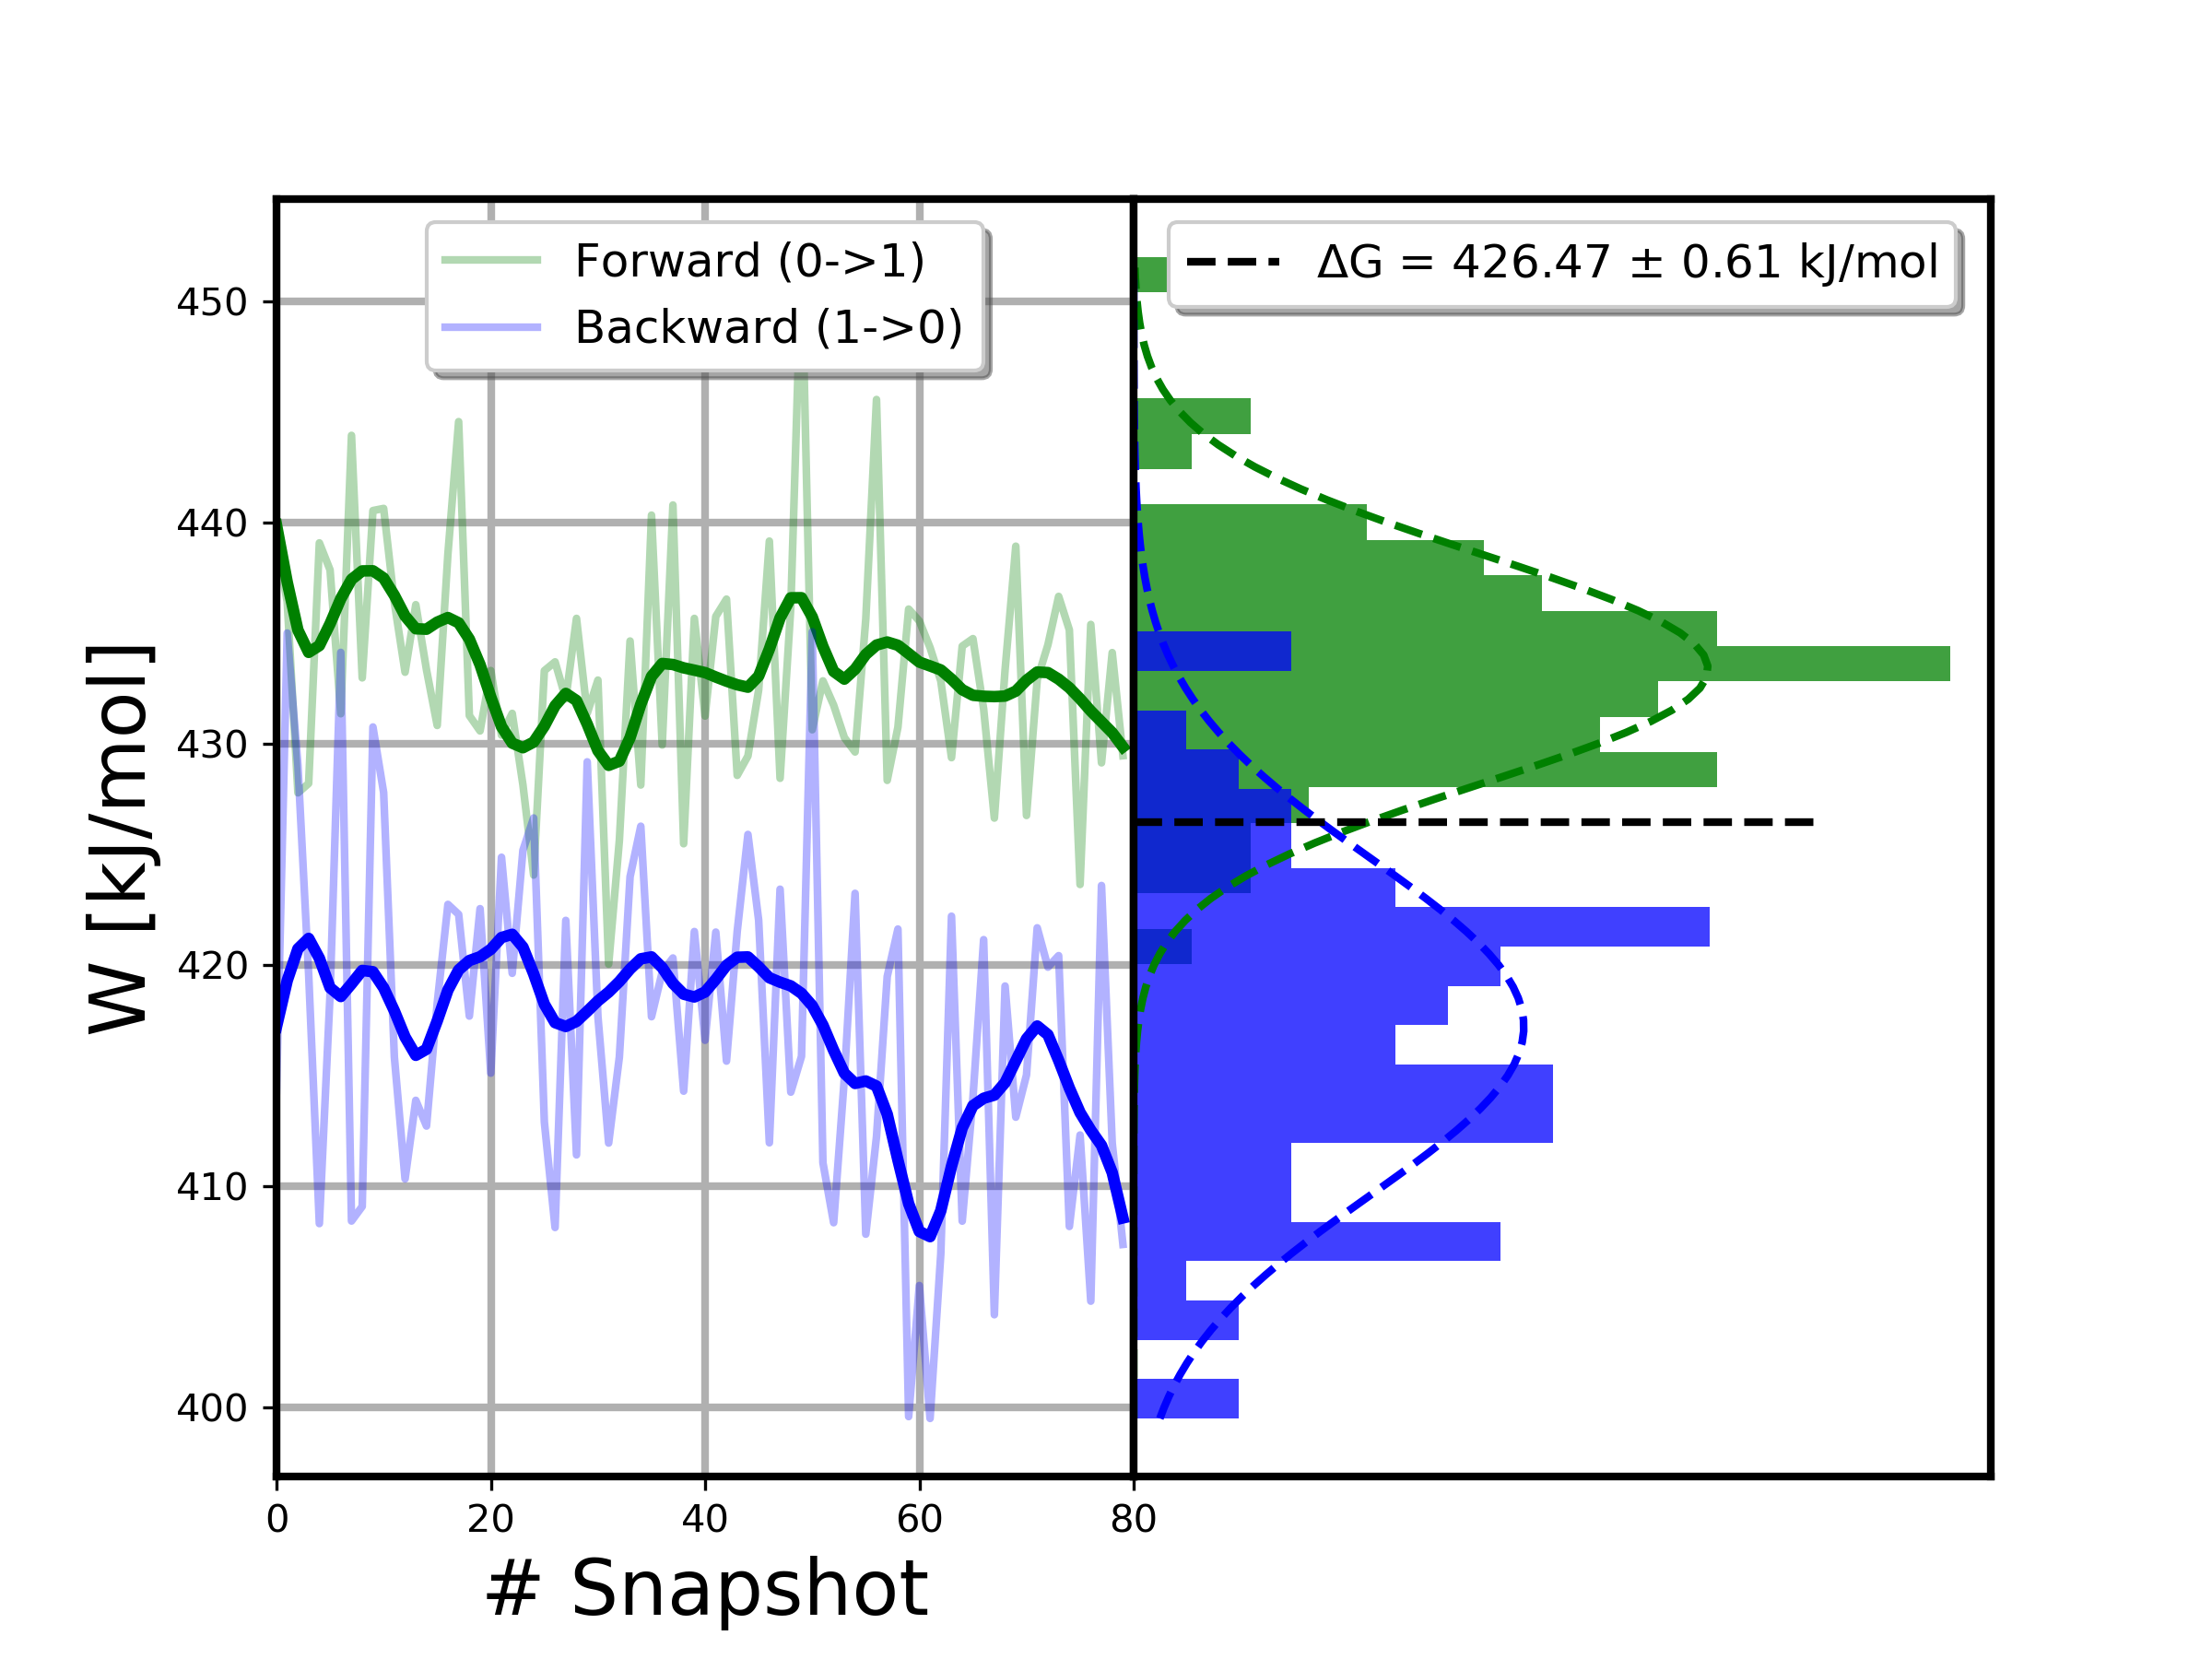 Forward (0->1)
Backward (1->0)
ΔG = 426.47 ± 0.61 kJ/mol
W [kJ/mol]
450
440
430
420
410
400
0 20 40 60 80
# Snapshot